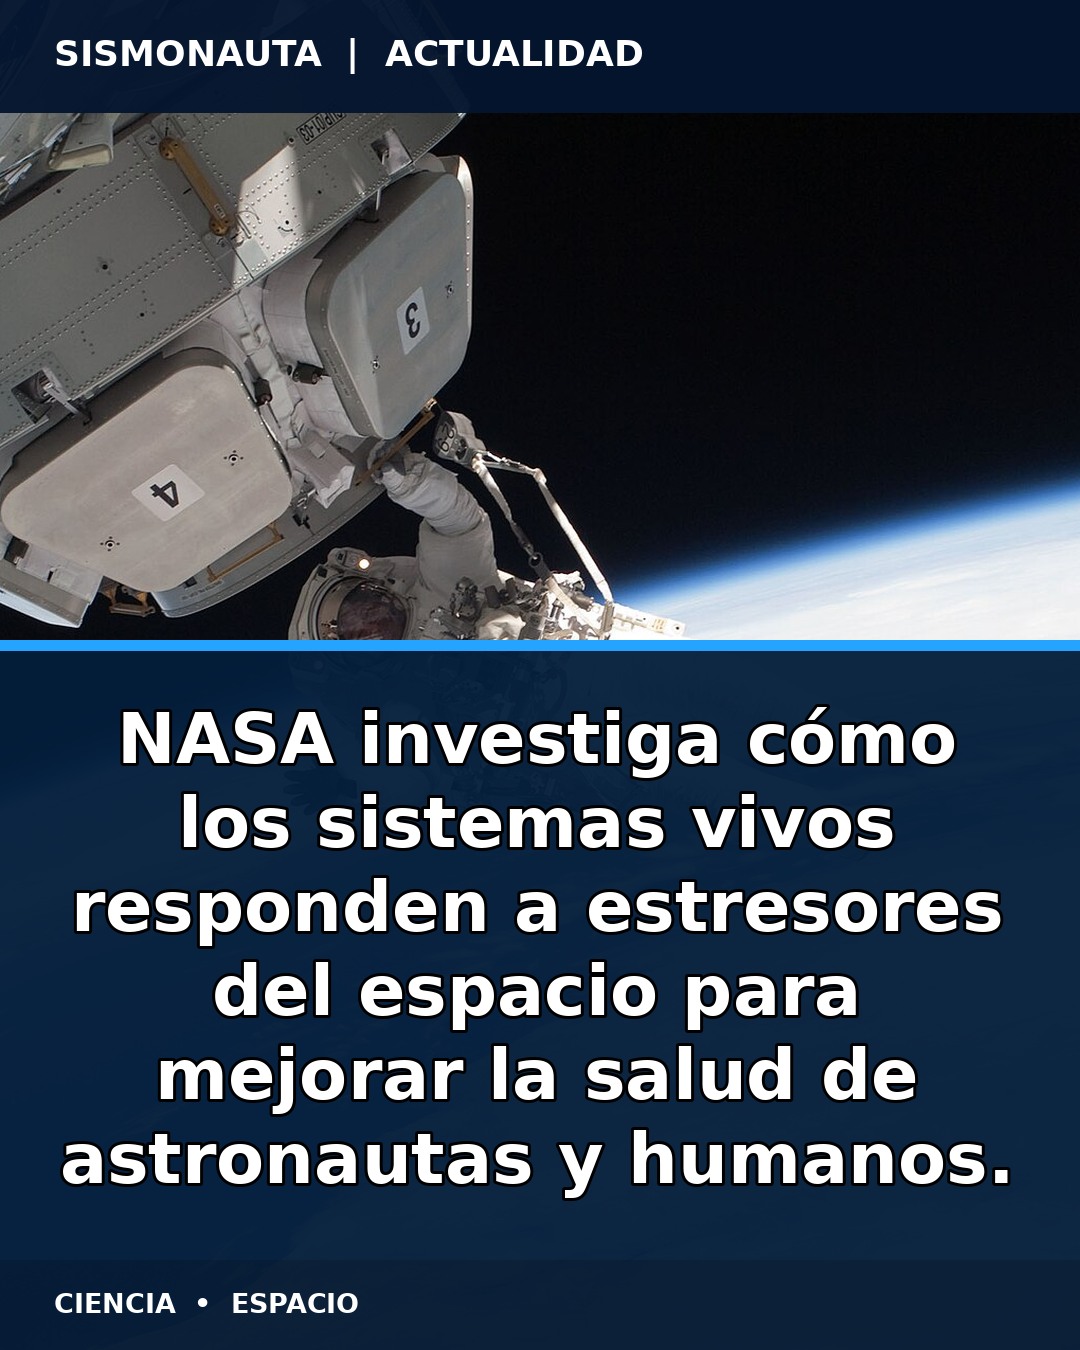 SISMONAUTA | ACTUALIDAD
3
4
NASA investiga cómo
los sistemas vivos
responden a estresores
del espacio para
mejorar la salud de
astronautas y humanos.
CIENCIA • ESPACIO